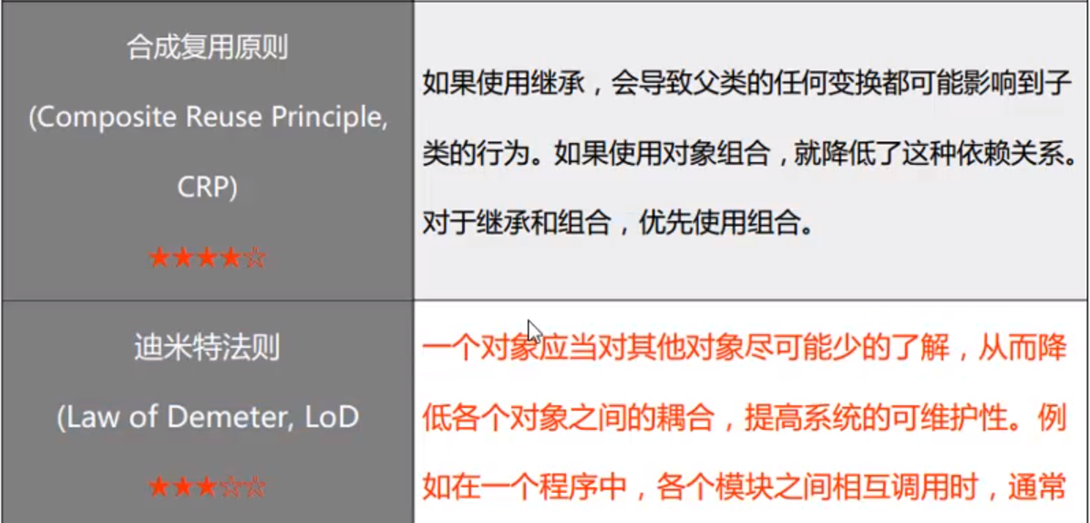 合成复用原则
(Composite Reuse Principle,
CRP)
★★★★☆
如果使用继承，会导致父类的任何变换都可能影响到子
类的行为。如果使用对象组合，就降低了这种依赖关系。
对于继承和组合，优先使用组合。
迪米特法则
(Law of Demeter, LoD
★★★☆☆
一个对象应当对其他对象尽可能少的了解，从而降
低各个对象之间的耦合，提高系统的可维护性。例
如在一个程序中，各个模块之间相互调用时，通常